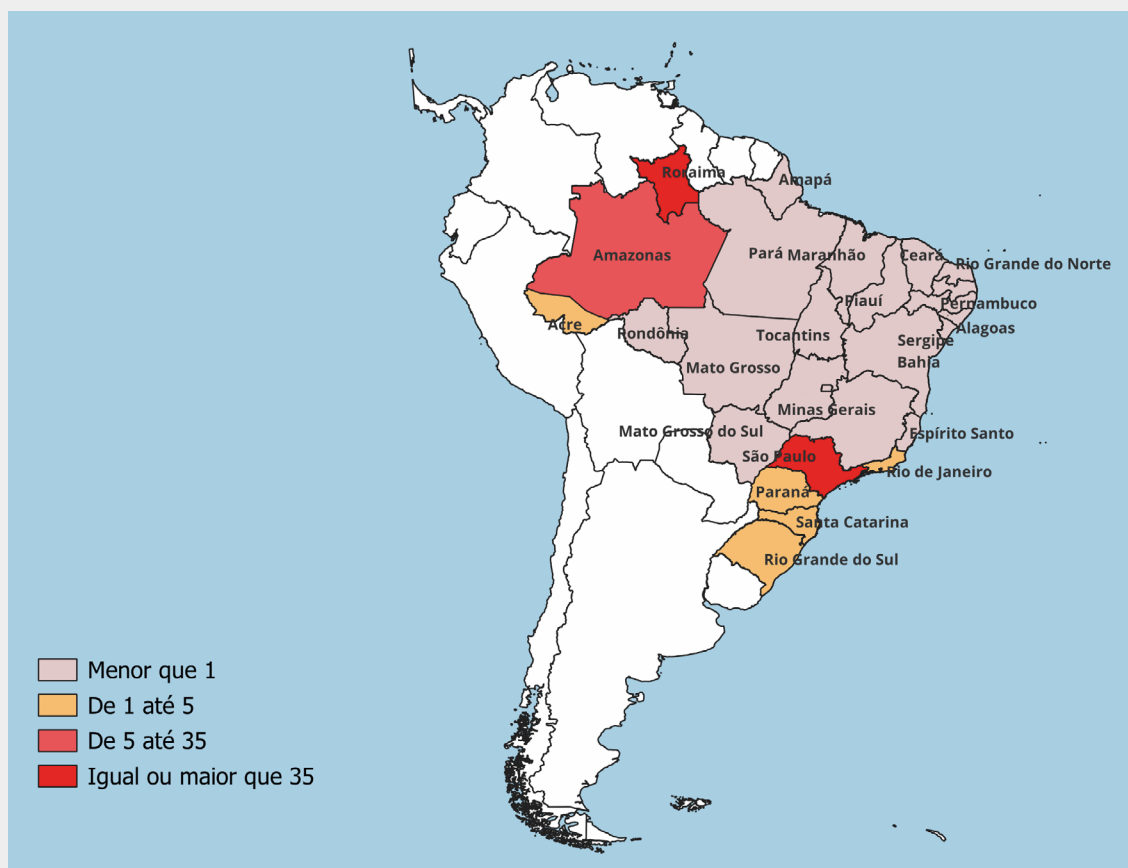 Roraima
Amapá
Amazonas
Pará
Maranhão
Ceará
Rio Grande do Norte
Piauí
Pernambuco
Acre
Rondônia
Tocantins
Alagoas
Sergipe
Bahia
Mato Grosso
Minas Gerais
Mato Grosso do Sul
Espírito Santo
São Paulo
Rio de Janeiro
Paraná
Santa Catarina
Rio Grande do Sul
Menor que 1
De 1 até 5
De 5 até 35
Igual ou maior que 35